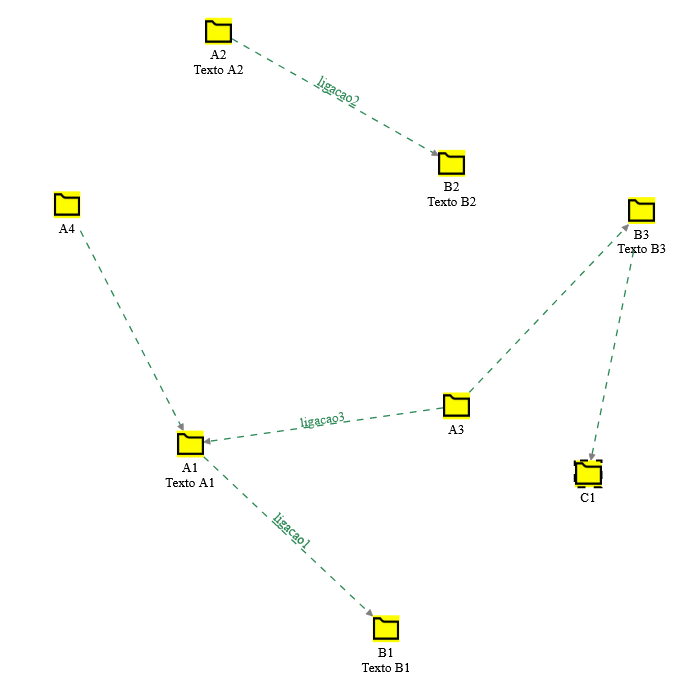 A2
Texto A2
ligacao2
B2
Texto B2
A4
B3
Texto B3
ligacao3
A3
A1
Texto A1
C1
ligacao1
B1
Texto B1